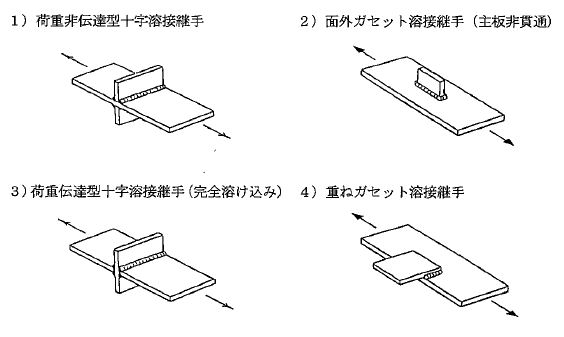 1）荷重非伝達型十字溶接継手
2）面外ガセット溶接継手（主板非貫通）
3）荷重伝達型十字溶接継手（完全溶け込み）
4）重ねガセット溶接継手